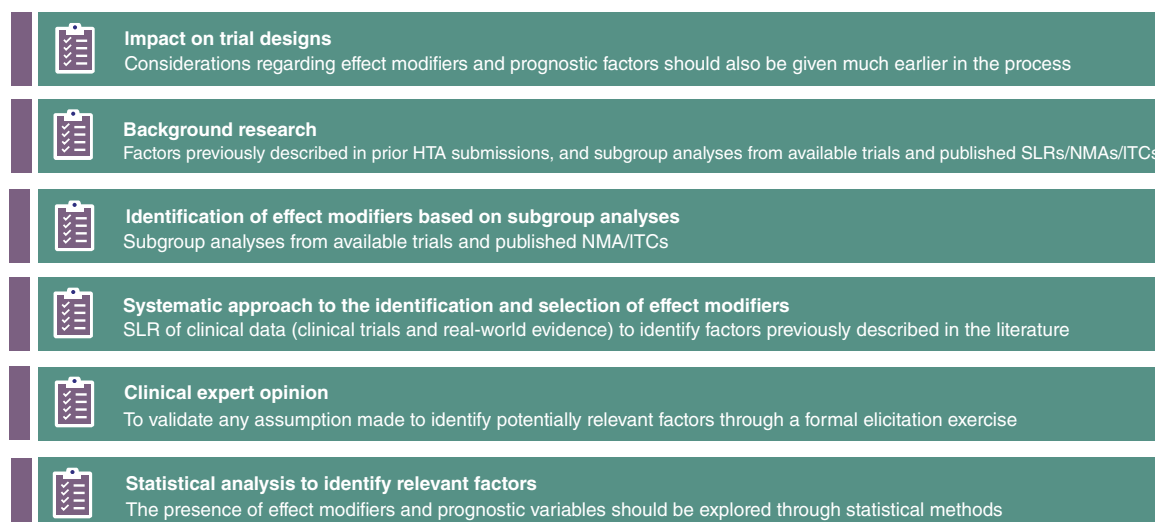 Impact on trial designs
Considerations regarding effect modifiers and prognostic factors should also be given much earlier in the process
Background research
Factors previously described in prior HTA submissions, and subgroup analyses from available trials and published SLRs/NMAs/ITCs
Identification of effect modifiers based on subgroup analyses
Subgroup analyses from available trials and published NMA/ITCs
Systematic approach to the identification and selection of effect modifiers
SLR of clinical data (clinical trials and real-world evidence) to identify factors previously described in the literature
Clinical expert opinion
To validate any assumption made to identify potentially relevant factors through a formal elicitation exercise
Statistical analysis to identify relevant factors
The presence of effect modifiers and prognostic variables should be explored through statistical methods